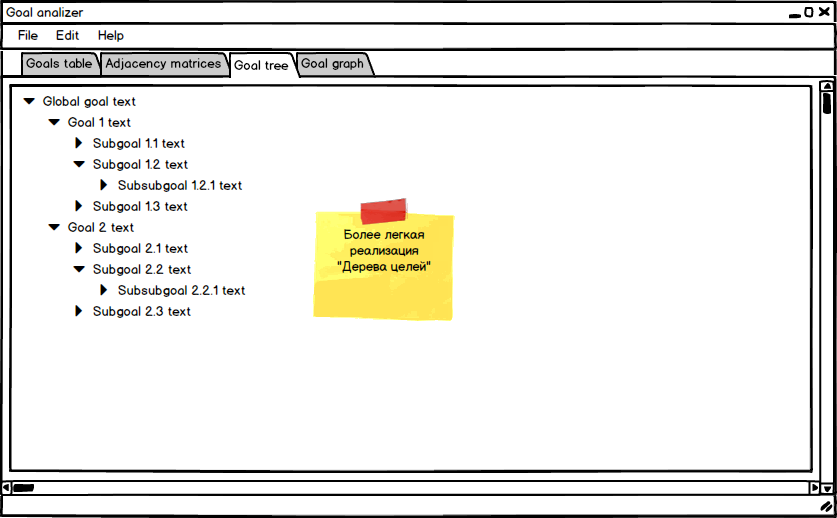 Goal analizer
File Edit Help
Goals table Adjacency matrices Goal tree Goal graph
Global goal text
Goal 1 text
Subgoal 1.1 text
Subgoal 1.2 text
Subsubgoal 1.2.1 text
Subgoal 1.3 text
Goal 2 text
Subgoal 2.1 text
Subgoal 2.2 text
Subsubgoal 2.2.1 text
Subgoal 2.3 text
Более легкая
реализация
"Дерева целей"